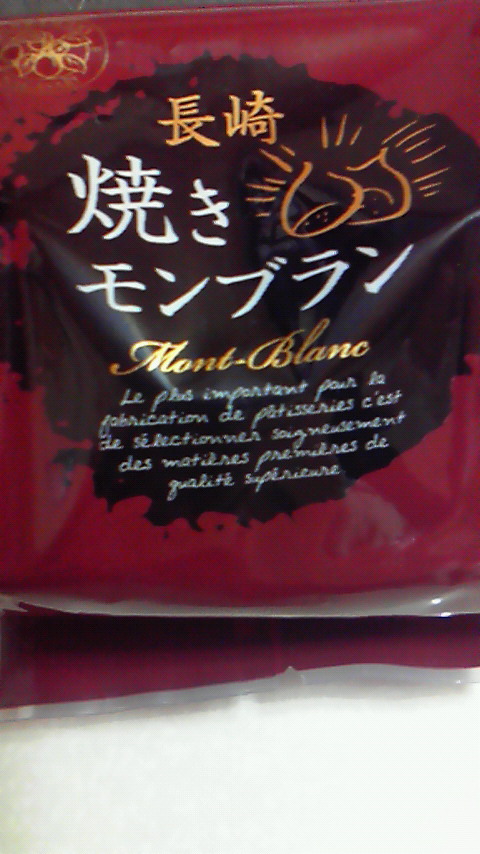 長崎
焼き
モンブラン
Mont-Blanc
Le plus important pour la
fabrication de pâtisseries c'est
de sélectionner soigneusement
des matières premières de
qualité supérieure